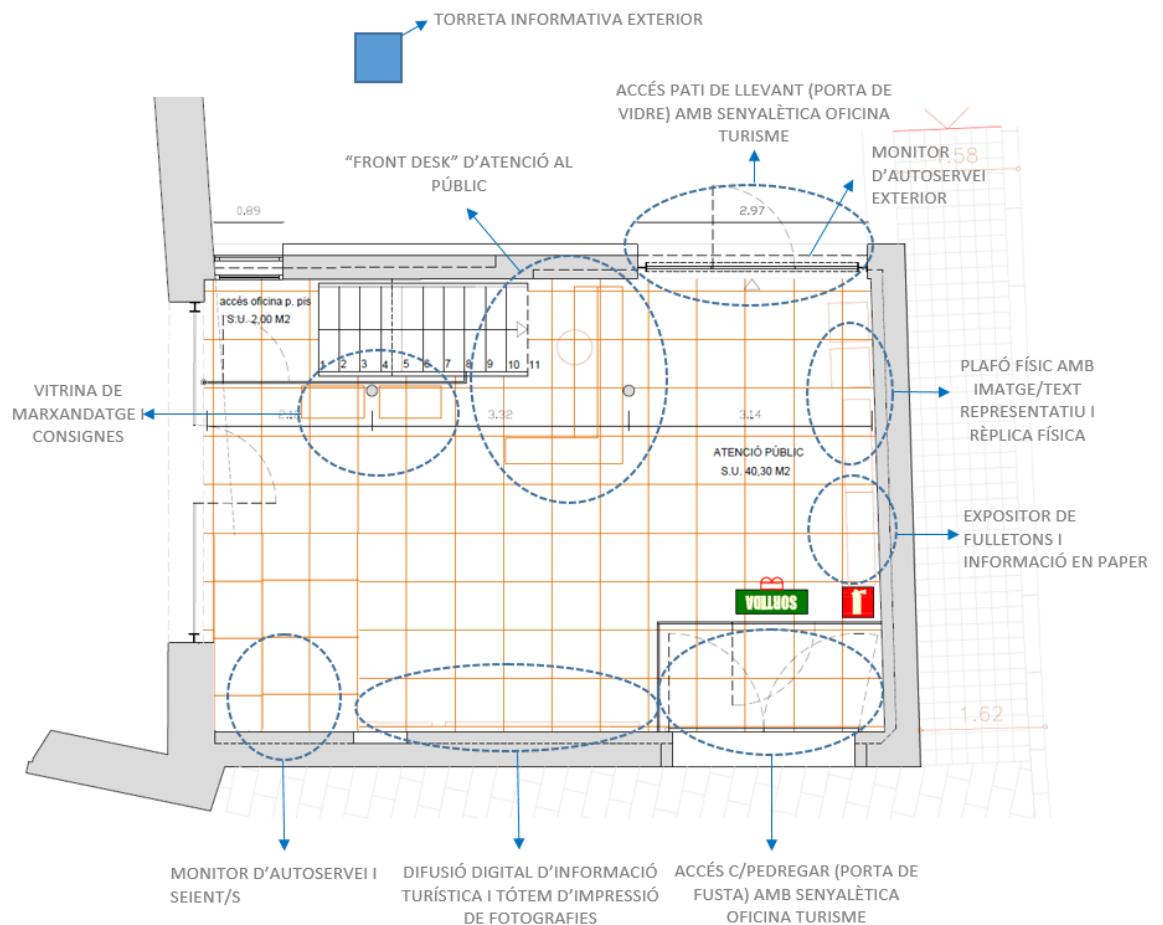 TORRETA INFORMATIVA EXTERIOR
ACCÉS PATI DE LLEVANT (PORTA DE
VIDRE) AMB SENYALÈTICA OFICINA
TURISME
"FRONT DESK" D'ATENCIÓ AL
PÚBLIC
MONITOR
D'AUTOSERVEI
EXTERIOR
0.89
2.97
accés oficina p. pis
S.U. 2,00 M2
1 2 3 4 5 6 7 8 9 10 11
VITRINA DE
MARXANDATGE I
CONSIGNES
3.32
3.14
PLAFÓ FÍSIC AMB
IMATGE/TEXT
REPRESENTATIU I
RÈPLICA FÍSICA
ATENCIÓ PÚBLIC
S.U. 40,30 M2
EXPOSITOR DE
FULLETONS I
INFORMACIÓ EN PAPER
SORTIDA
1.62
MONITOR D'AUTOSERVEI I
SEIENT/S
DIFUSIÓ DIGITAL D'INFORMACIÓ
TURÍSTICA I TÓTEM D'IMPRESSIÓ
DE FOTOGRAFIES
ACCÉS C/PEDREGAR (PORTA DE
FUSTA) AMB SENYALÈTICA
OFICINA TURISME